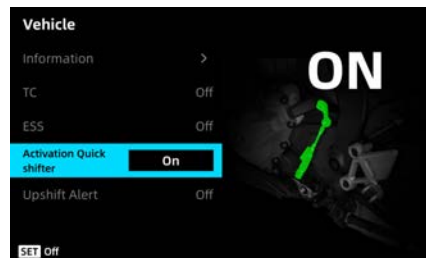 Vehicle
ON
Information >
TC Off
ESS Off
Activation Quick
shifter On
Upshift Alert Off
SET Off